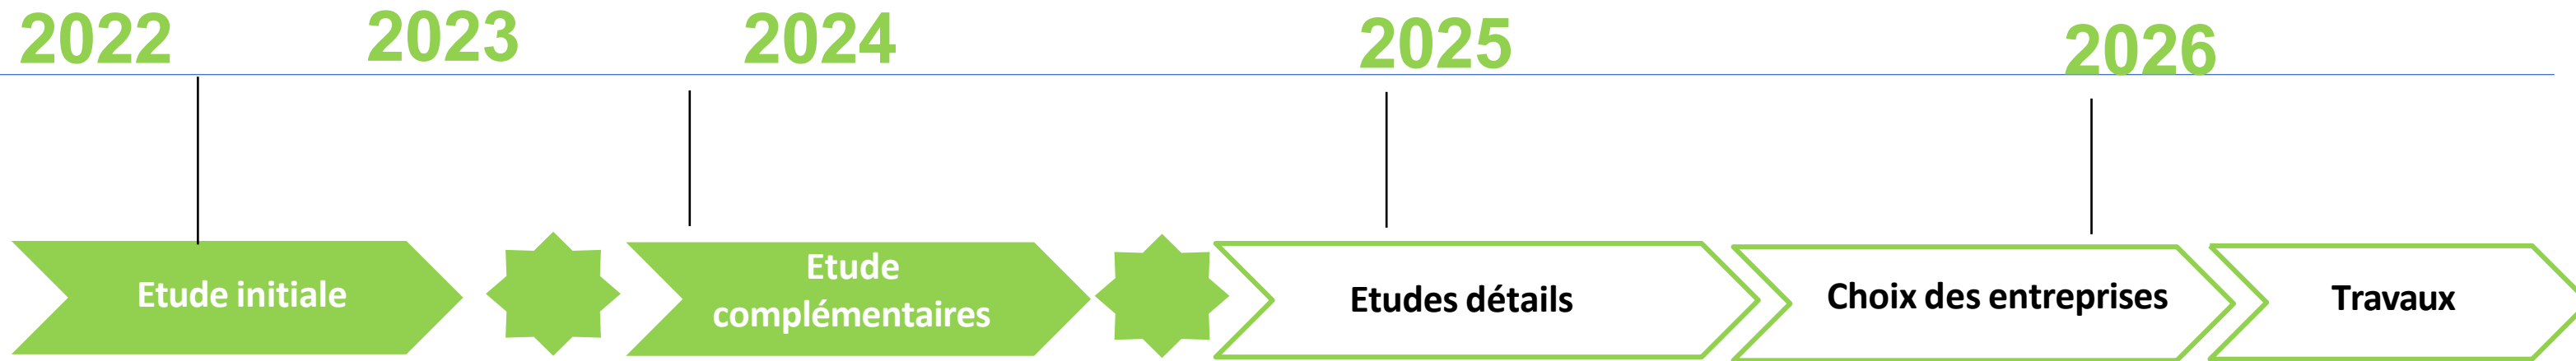 2022 2023 2024 2025 2026
Etude initiale
Etude
complémentaires
Etudes détails
Choix des entreprises
Travaux